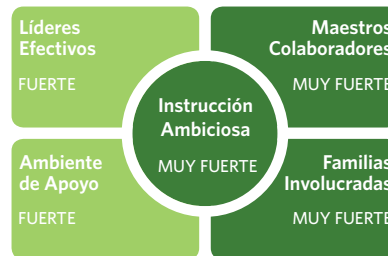 Líderes
Efectivos
FUERTE
Maestros
Colaboradores
MUY FUERTE
Instrucción
Ambiciosa
MUY FUERTE
Ambiente
de Apoyo
FUERTE
Familias
Involucradas
MUY FUERTE